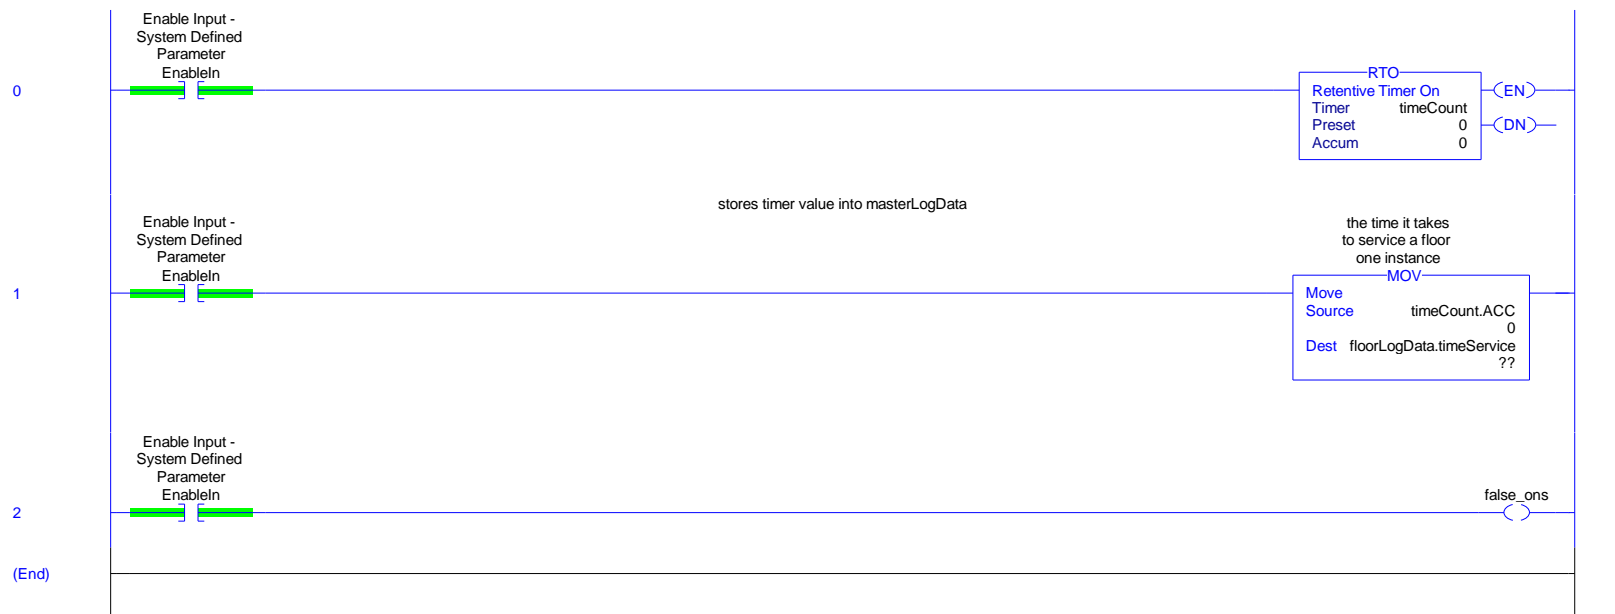 Enable Input -
System Defined
Parameter
EnableIn
0
RTO
Retentive Timer On
Timer timeCount
Preset 0
Accum 0
EN
DN
stores timer value into masterLogData
Enable Input -
System Defined
Parameter
EnableIn
1
the time it takes
to service a floor
one instance
MOV
Move
Source timeCount.ACC
0
Dest floorLogData.timeService
??
Enable Input -
System Defined
Parameter
EnableIn
2
false_ons
(End)